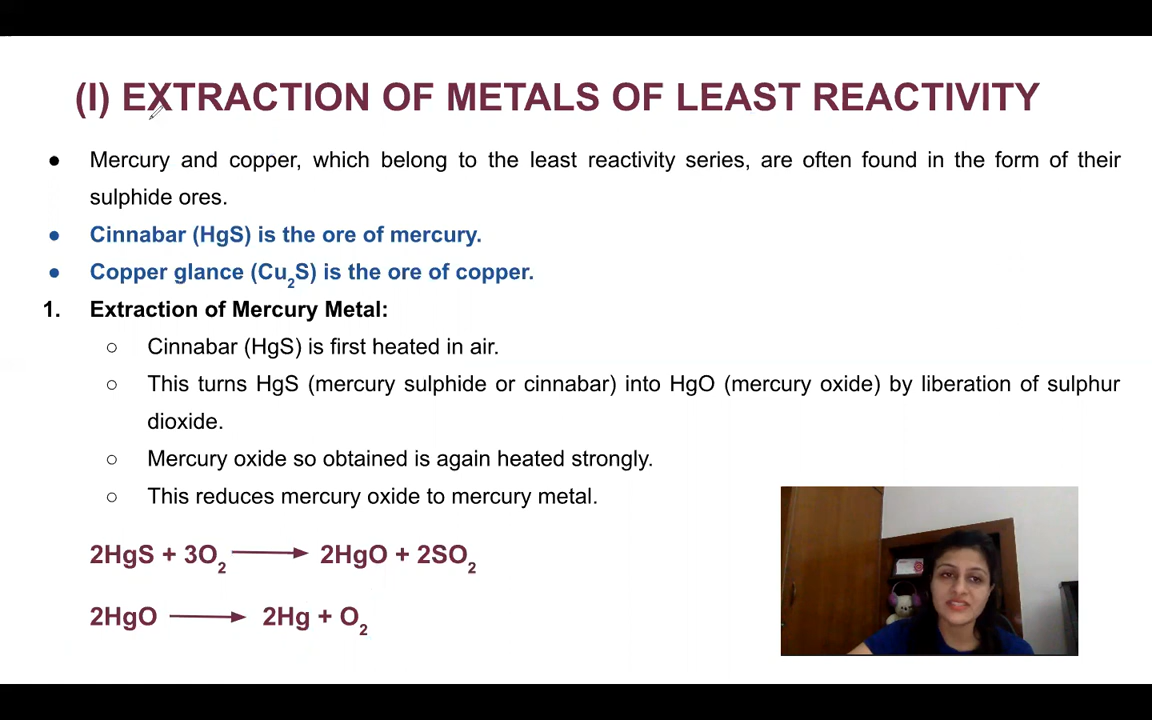 (I) EXTRACTION OF METALS OF LEAST REACTIVITY
● Mercury and copper, which belong to the least reactivity series, are often found in the form of their
sulphide ores.
● Cinnabar (HgS) is the ore of mercury.
● Copper glance (Cu₂S) is the ore of copper.
1. Extraction of Mercury Metal:
○ Cinnabar (HgS) is first heated in air.
○ This turns HgS (mercury sulphide or cinnabar) into HgO (mercury oxide) by liberation of sulphur
dioxide.
○ Mercury oxide so obtained is again heated strongly.
○ This reduces mercury oxide to mercury metal.
2HgS + 3O₂ → 2HgO + 2SO₂
2HgO → 2Hg + O₂